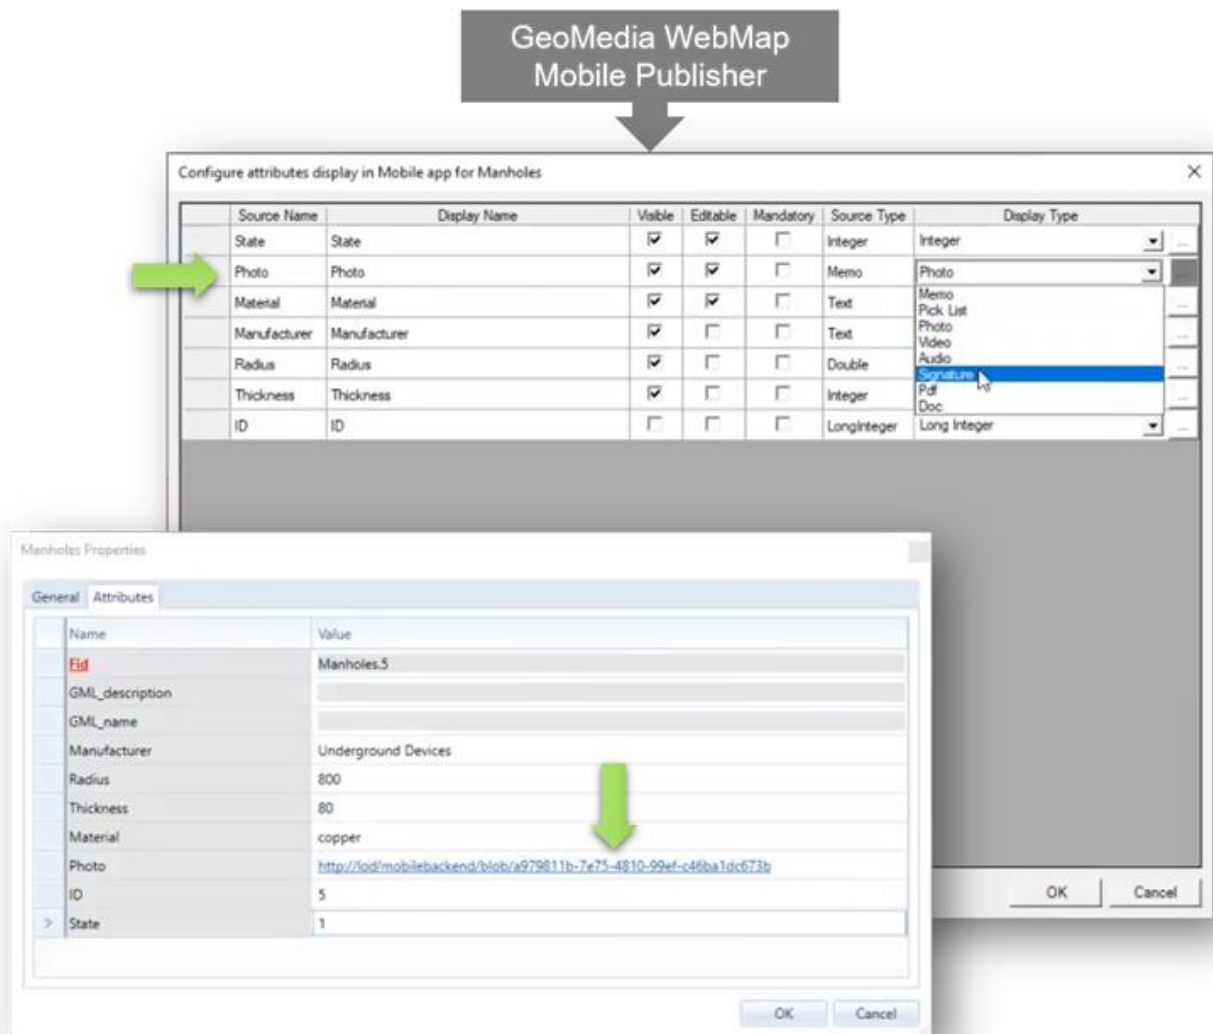 GeoMedia WebMap
Mobile Publisher
Configure attributes display in Mobile app for Manholes
Source Name Display Name Visible Editable Mandatory Source Type Display Type
State State Integer Integer ...
Photo Photo Memo Photo
Memo
Pick List
Photo
Video
Audio
Signature
Pdf
Doc
Material Material Text ...
Manufacturer Manufacturer Text ...
Radius Radius Double ...
Thickness Thickness Integer ...
ID ID LongInteger Long Integer ...
OK Cancel
Manholes Properties
General Attributes
Name Value
Fid Manholes.5
GML_description
GML_name
Manufacturer Underground Devices
Radius 800
Thickness 80
Material copper
Photo http://lod/mobilebackend/blob/a979811b-7e75-4810-99ef-c46ba1dc673b
ID 5
> State 1
OK Cancel